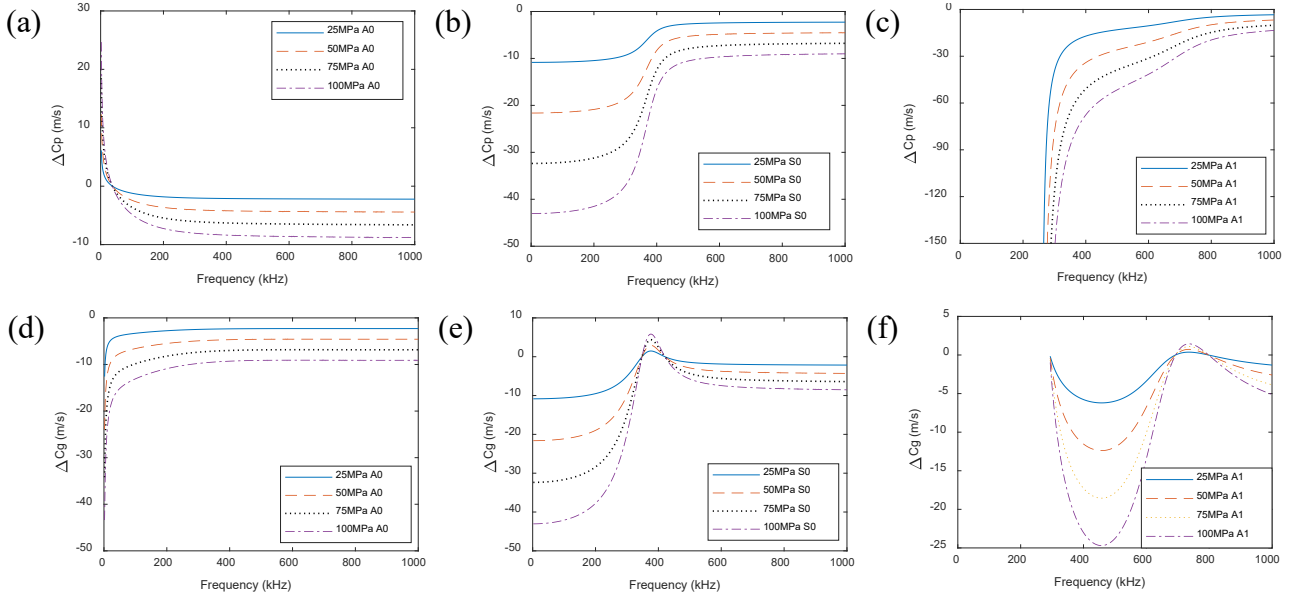 (a)
ΔCp (m/s)
30
20
10
0
-10
0
200
400
600
800
1000
Frequency (kHz)
25MPa A0
50MPa A0
75MPa A0
100MPa A0
(b)
ΔCp (m/s)
0
-10
-20
-30
-40
-50
0
200
400
600
800
1000
Frequency (kHz)
25MPa S0
50MPa S0
75MPa S0
100MPa S0
(c)
ΔCp (m/s)
0
-30
-60
-90
-120
-150
0
200
400
600
800
1000
Frequency (kHz)
25MPa A1
50MPa A1
75MPa A1
100MPa A1
(d)
ΔCg (m/s)
0
-10
-20
-30
-40
-50
0
200
400
600
800
1000
Frequency (kHz)
25MPa A0
50MPa A0
75MPa A0
100MPa A0
(e)
ΔCg (m/s)
10
0
-10
-20
-30
-40
-50
0
200
400
600
800
1000
Frequency (kHz)
25MPa S0
50MPa S0
75MPa S0
100MPa S0
(f)
ΔCg (m/s)
5
0
-5
-10
-15
-20
-25
0
200
400
600
800
1000
Frequency (kHz)
25MPa A1
50MPa A1
75MPa A1
100MPa A1